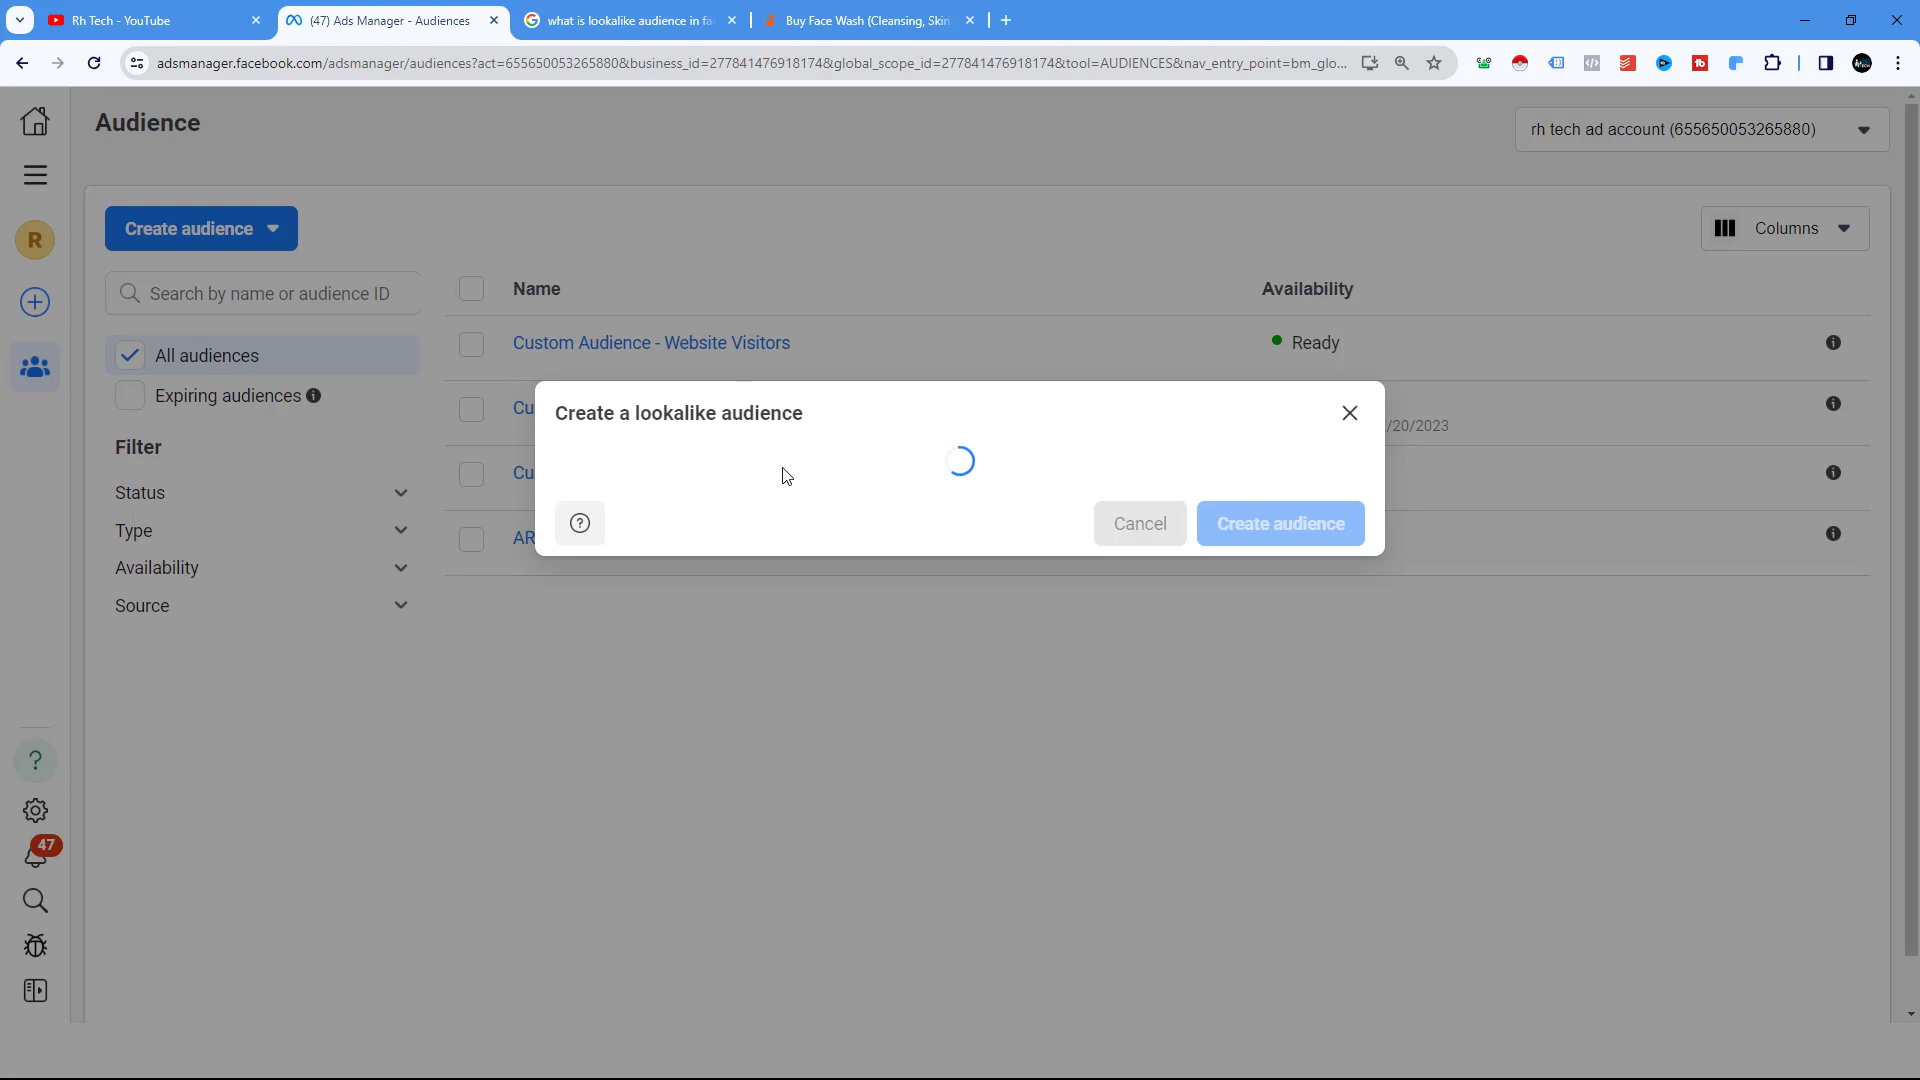 Rh Tech - YouTube
(47) Ads Manager - Audiences
what is lookalike audience in fa
Buy Face Wash (Cleansing, Skin
adsmanager.facebook.com/adsmanager/audiences?act=655650053265880&business_id=277841476918174&global_scope_id=277841476918174&tool=AUDIENCES&nav_entry_point=bm_glo...
Audience
rh tech ad account (655650053265880)
R
Create audience
Columns
Search by name or audience ID
Name
Availability
All audiences
Custom Audience - Website Visitors
Ready
Expiring audiences
Cu
/20/2023
Create a lookalike audience
Filter
Cu
Status
Type
AR
Cancel
Create audience
Availability
Source
47